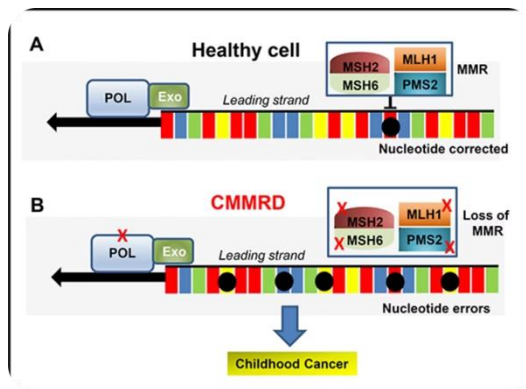 A
Healthy cell
MSH2
MLH1
MSH6
PMS2
MMR
POL
Exo
Leading strand
Nucleotide corrected
B
CMMRD
X
X
MSH2
MLH1
X
MSH6
PMS2
X
Loss of
MMR
X
POL
Exo
Leading strand
Nucleotide errors
Childhood Cancer